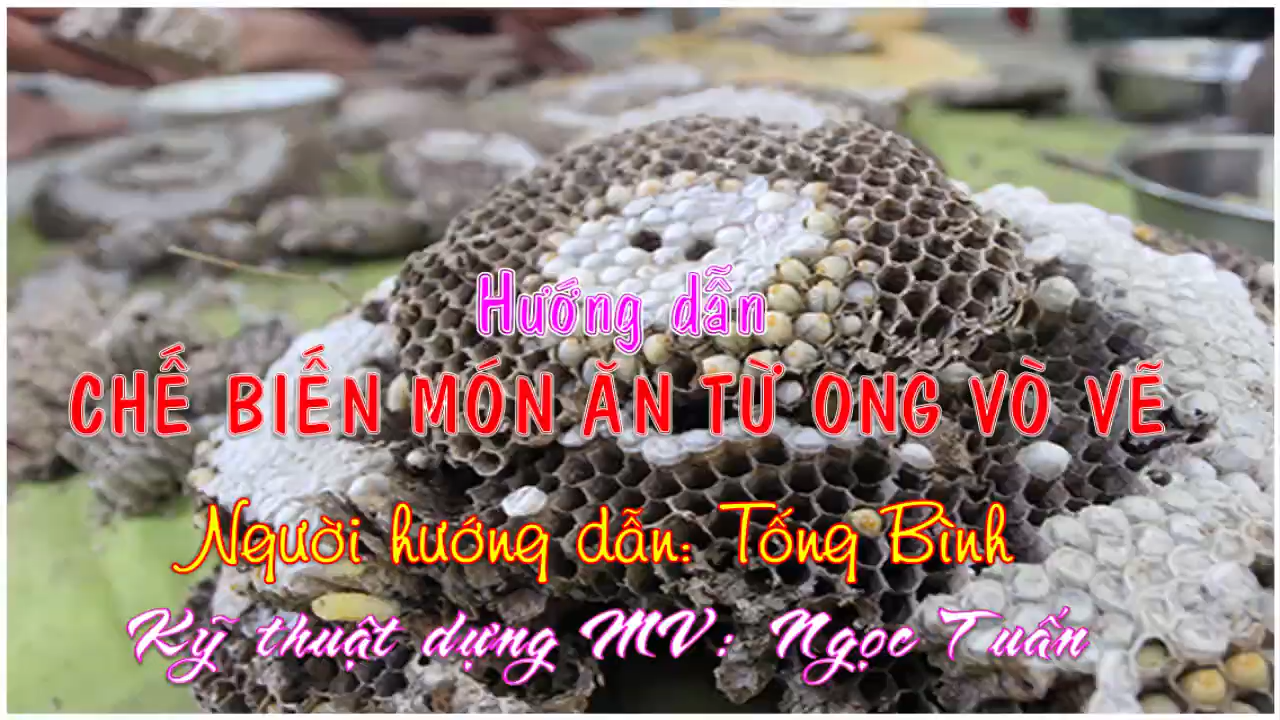 Hướng dẫn
CHẾ BIẾN MÓN ĂN TỪ ONG VÒ VẼ
Người hướng dẫn: Tống Bình
Kỹ thuật dựng MV: Ngọc Tuấn